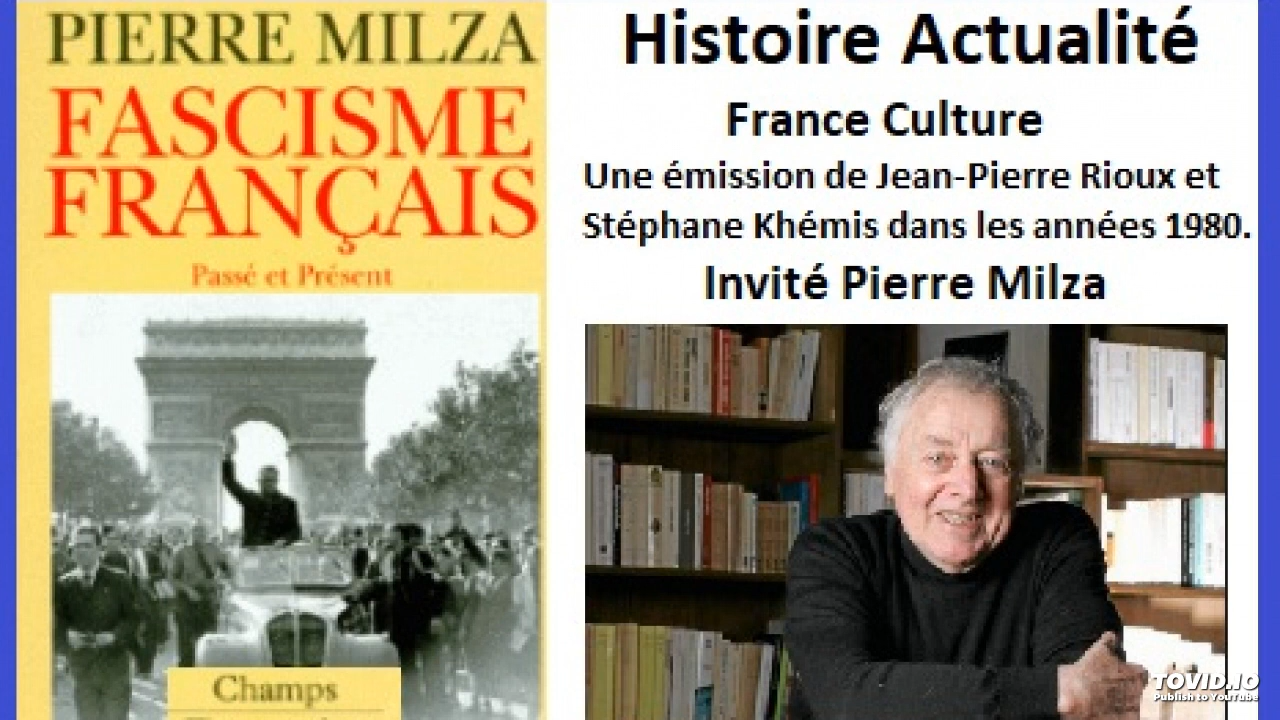 PIERRE MILZA
FASCISME
FRANÇAIS
Passé et Présent
Champs
Histoire Actualité
France Culture
Une émission de Jean-Pierre Rioux et
Stéphane Khémis dans les années 1980.
Invité Pierre Milza
TOVID.IO
Publish to YouTube